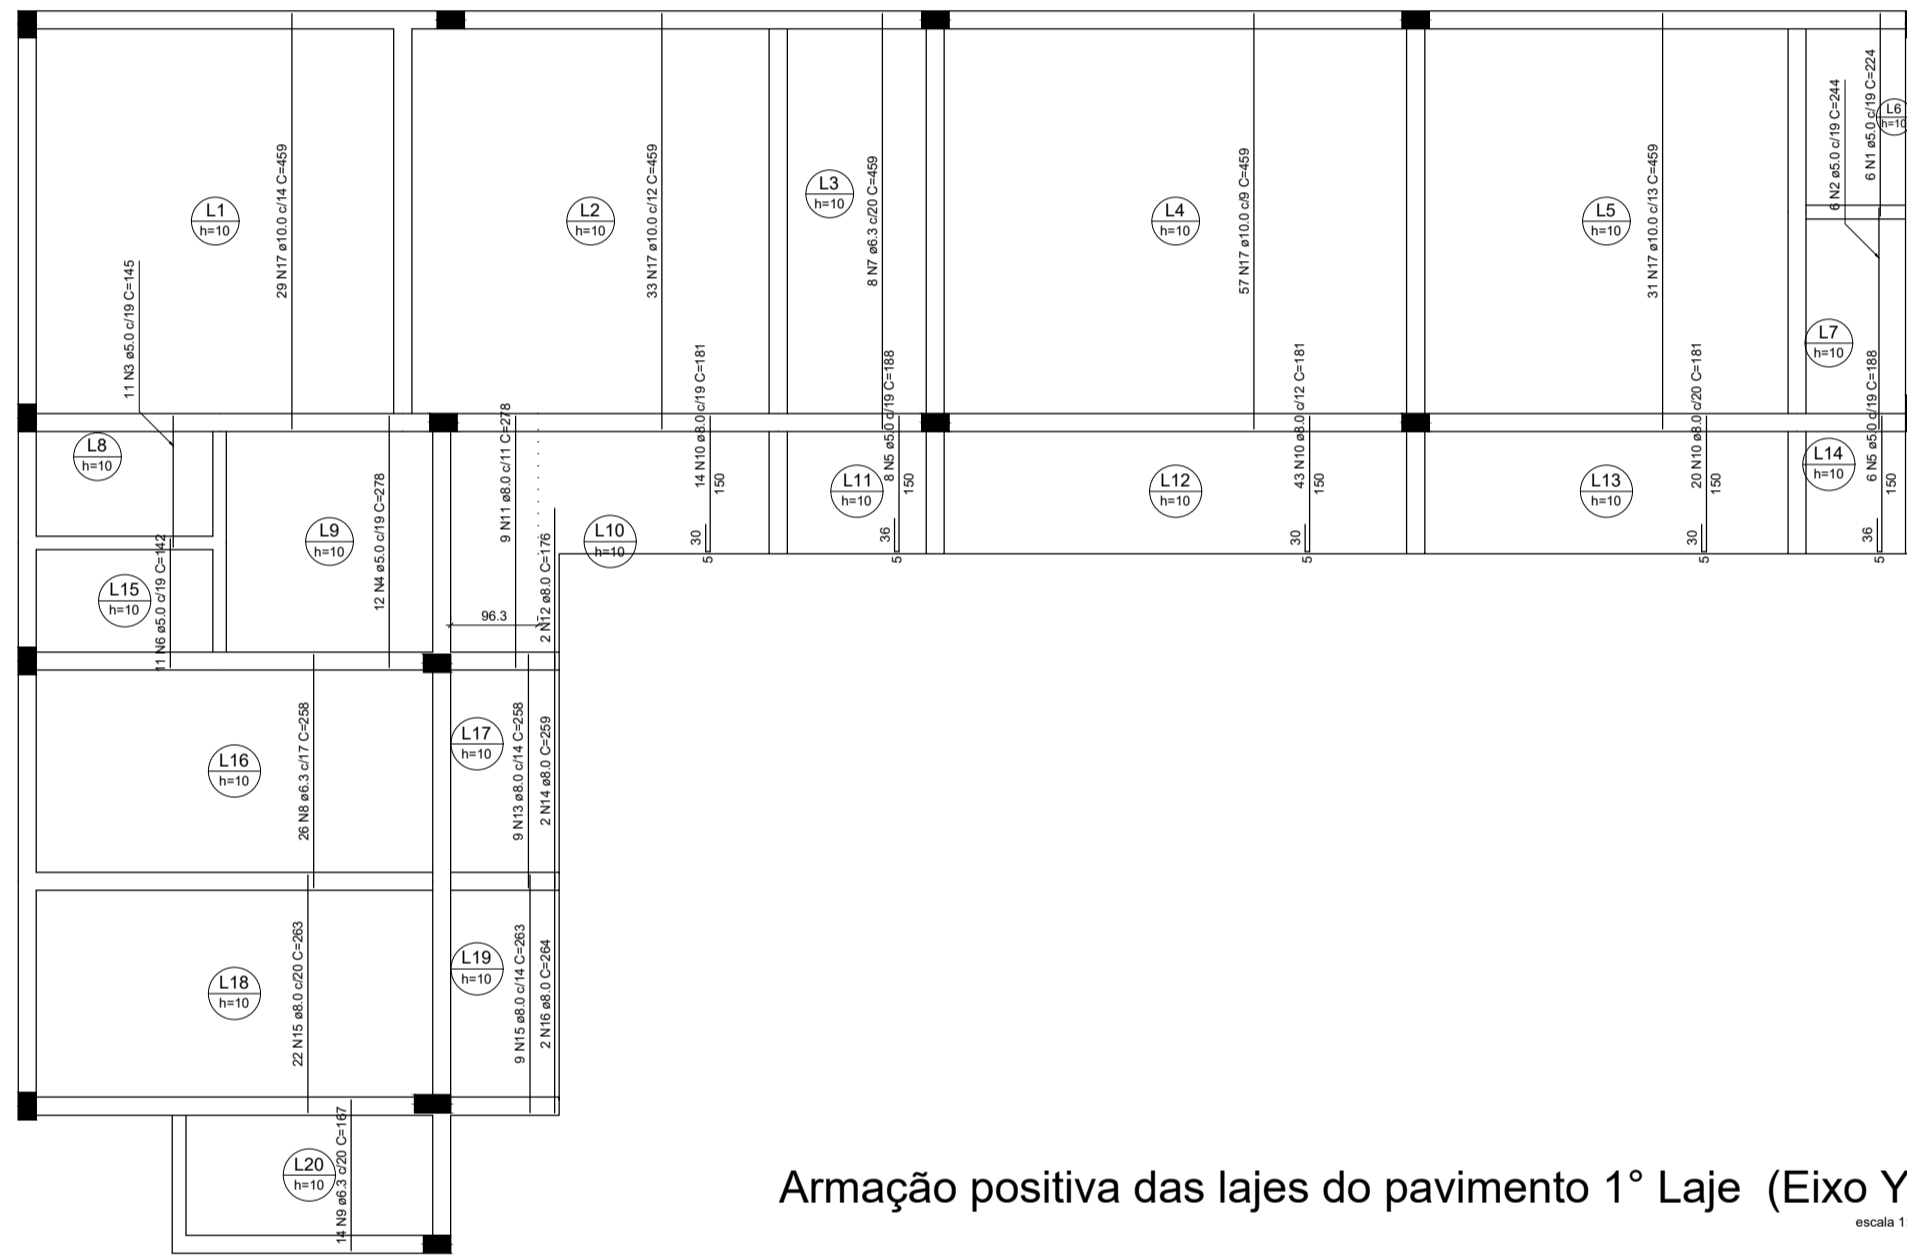 L1
h=10
29 N17 ø10.0 c/14 C=459
11 N3 ø5.0 c/19 C=145
L2
h=10
33 N17 ø10.0 c/12 C=459
L3
h=10
8 N7 ø6.3 c/20 C=459
L4
h=10
57 N17 ø10.0 c/9 C=459
L5
h=10
31 N17 ø10.0 c/13 C=459
6 N2 ø5.0 c/19 C=244
6 N1 ø5.0 c/19 C=224
L6
h=10
L7
h=10
L8
h=10
L9
h=10
12 N4 ø5.0 c/19 C=278
9 N11 ø8.0 c/11 C=278
L10
h=10
14 N10 ø8.0 c/19 C=181
150
30
5
L11
h=10
8 N5 ø5.0 c/19 C=188
150
36
5
L12
h=10
43 N10 ø8.0 c/12 C=181
150
30
5
L13
h=10
20 N10 ø8.0 c/20 C=181
150
30
5
L14
h=10
6 N5 ø5.0 c/19 C=188
150
36
5
L15
h=10
11 N6 ø5.0 c/19 C=142
96.3
2 N12 ø8.0 C=176
L16
h=10
26 N8 ø6.3 c/17 C=258
L17
h=10
9 N13 ø8.0 c/14 C=258
2 N14 ø8.0 C=259
L18
h=10
22 N15 ø8.0 c/20 C=263
L19
h=10
9 N15 ø8.0 c/14 C=263
2 N16 ø8.0 C=264
L20
h=10
14 N9 ø6.3 c/20 C=167
Armação positiva das lajes do pavimento 1° Laje (Eixo Y
escala 1: